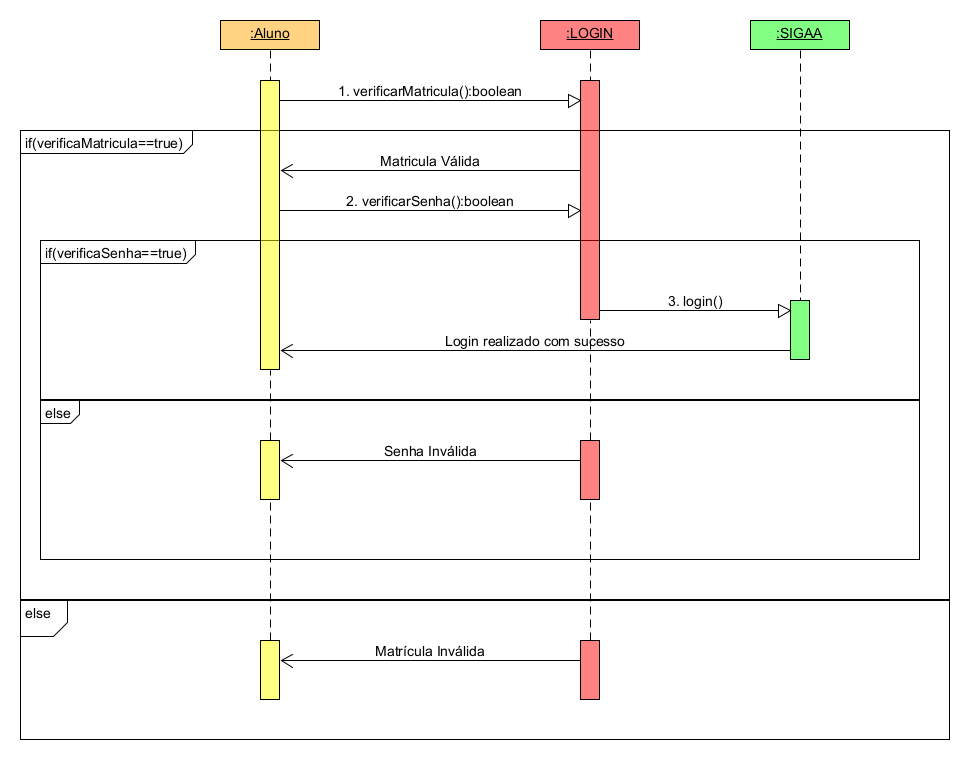 :Aluno
:LOGIN
:SIGAA
1. verificarMatricula():boolean
if(verificaMatricula==true)
Matricula Válida
2. verificarSenha():boolean
if(verificaSenha==true)
3. login()
Login realizado com sucesso
else
Senha Inválida
else
Matrícula Inválida